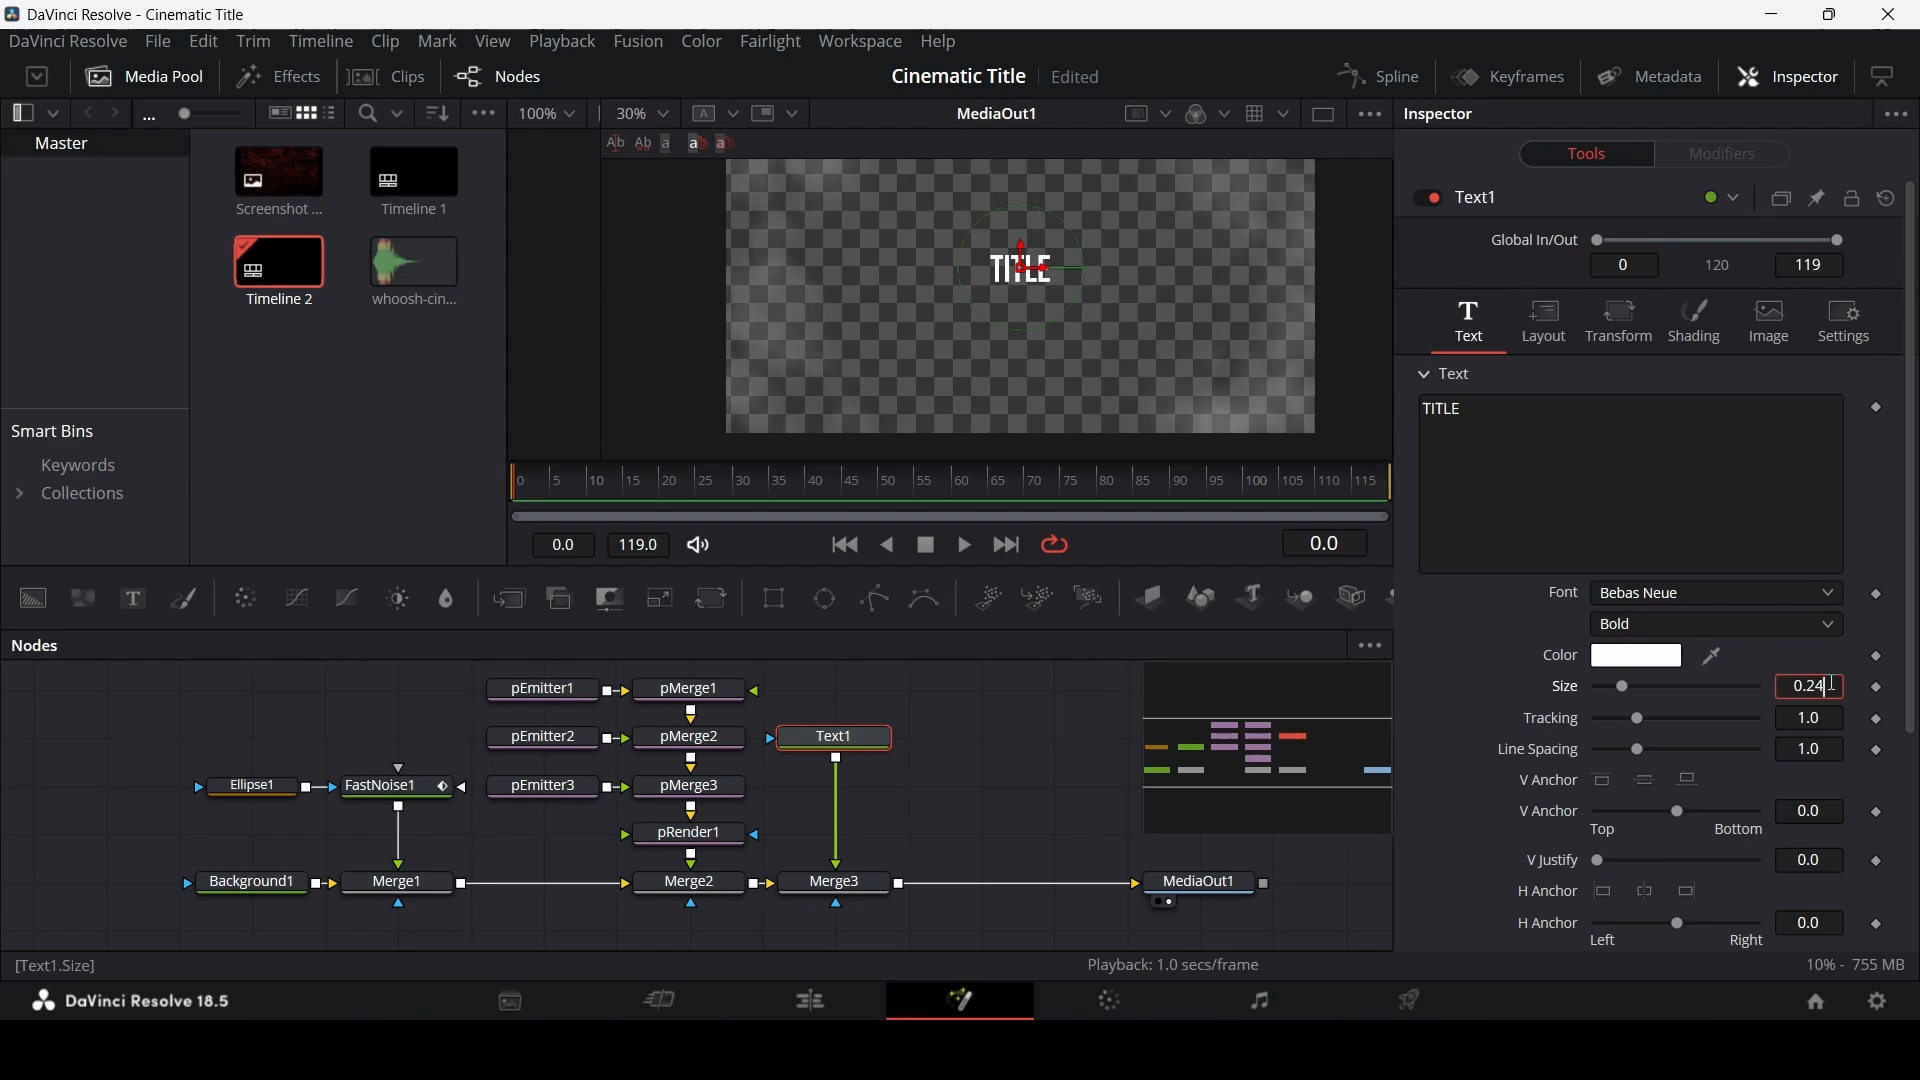 DaVinci Resolve - Cinematic Title
DaVinci Resolve File Edit Trim Timeline Clip Mark View Playback Fusion Color Fairlight Workspace Help
Media Pool Effects Clips Nodes Cinematic Title Edited Spline Keyframes Metadata Inspector
... 100% 30% A MediaOut1 Inspector
Master
Screenshot ... Timeline 1
Timeline 2 whoosh-cin...
Smart Bins
Keywords
Collections
TITLE
Tools Modifiers
Text1
Global In/Out
0 120 119
Text Layout Transform Shading Image Settings
Text
TITLE
0 5 10 15 20 25 30 35 40 45 50 55 60 65 70 75 80 85 90 95 100 105 110 115
0.0 119.0 0.0
Font Bebas Neue
Bold
Color
Size 0.24
Tracking 1.0
Line Spacing 1.0
V Anchor
V Anchor 0.0
Top Bottom
V Justify 0.0
H Anchor
H Anchor 0.0
Left Right
Nodes
pEmitter1 pMerge1
pEmitter2 pMerge2 Text1
Ellipse1 FastNoise1 pEmitter3 pMerge3
pRender1
Background1 Merge1 Merge2 Merge3 MediaOut1
[Text1.Size] Playback: 1.0 secs/frame 10% - 755 MB
DaVinci Resolve 18.5